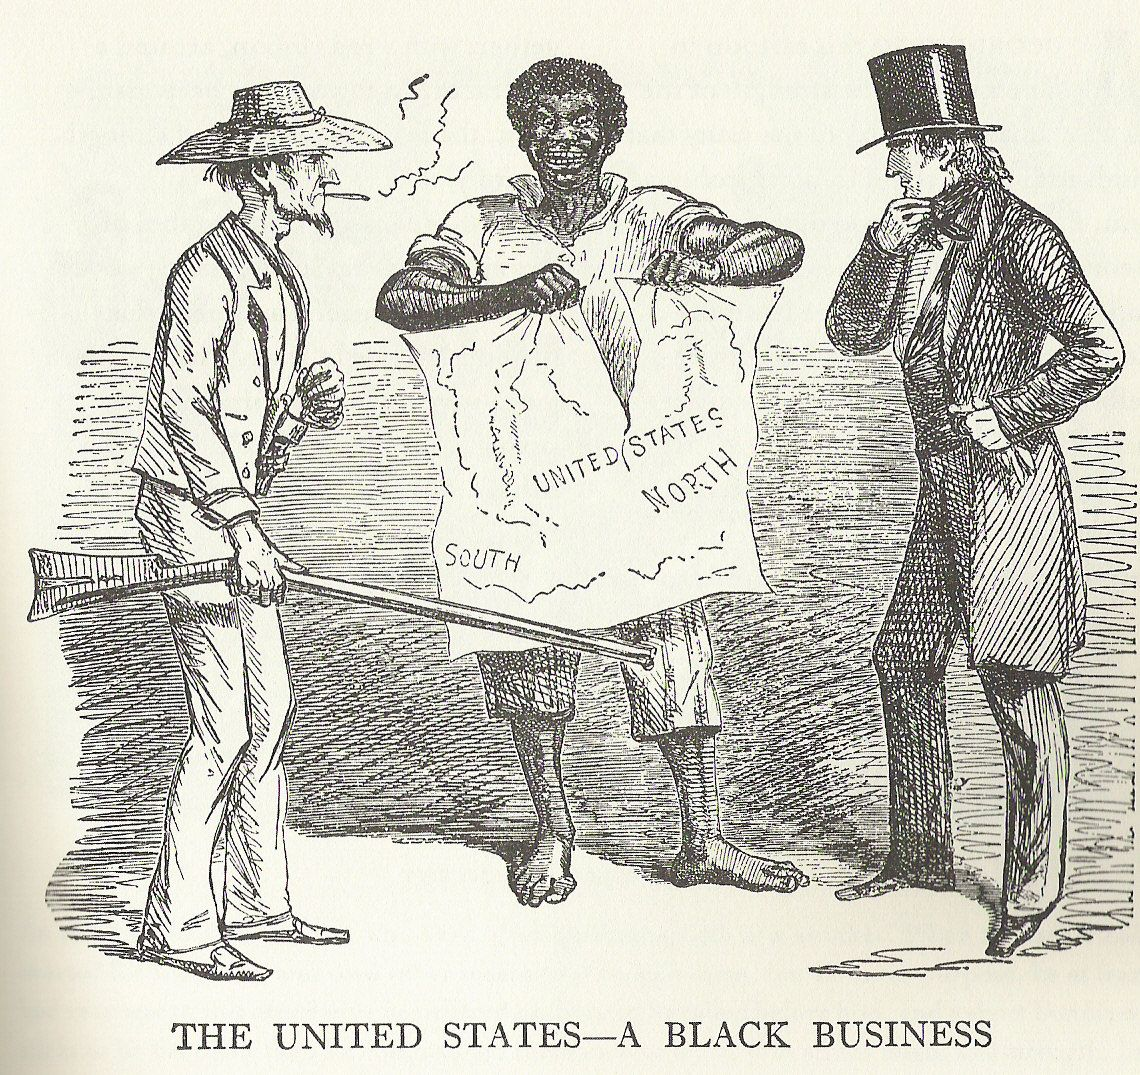 UNITED STATES
NORTH
SOUTH
THE UNITED STATES—A BLACK BUSINESS